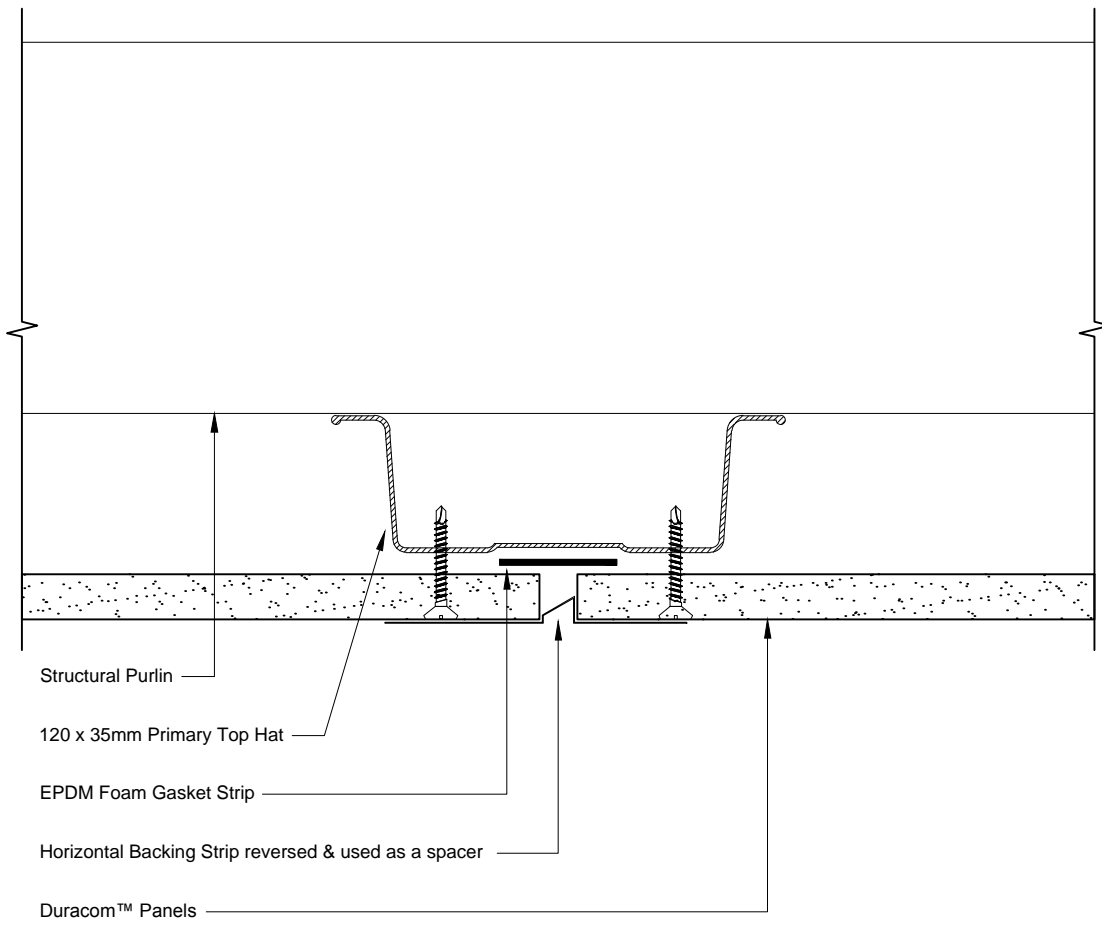 Structural Purlin
120 x 35mm Primary Top Hat
EPDM Foam Gasket Strip
Horizontal Backing Strip reversed & used as a spacer
Duracom™ Panels